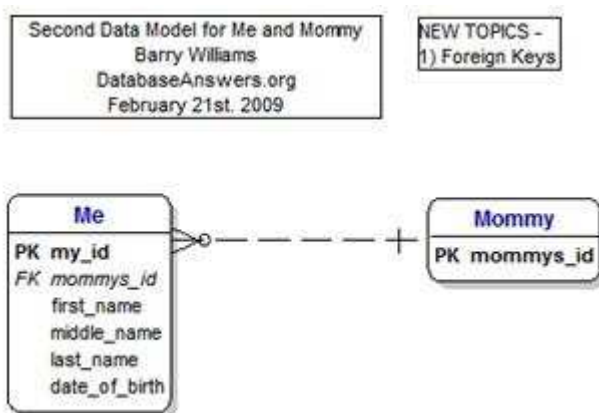 Second Data Model for Me and Mommy
Barry Williams
DatabaseAnswers.org
February 21st. 2009
NEW TOPICS -
1) Foreign Keys
Me
PK my_id
FK mommys_id
first_name
middle_name
last_name
date_of_birth
Mommy
PK mommys_id